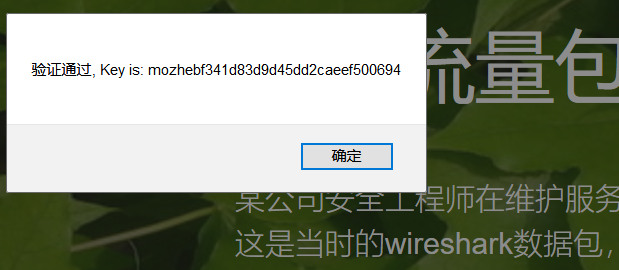 验证通过, Key is: mozhebf341d83d9d45dd2caeef500694
确定
流量包
某公司安全工程师在维护服务
这是当时的wireshark数据包，